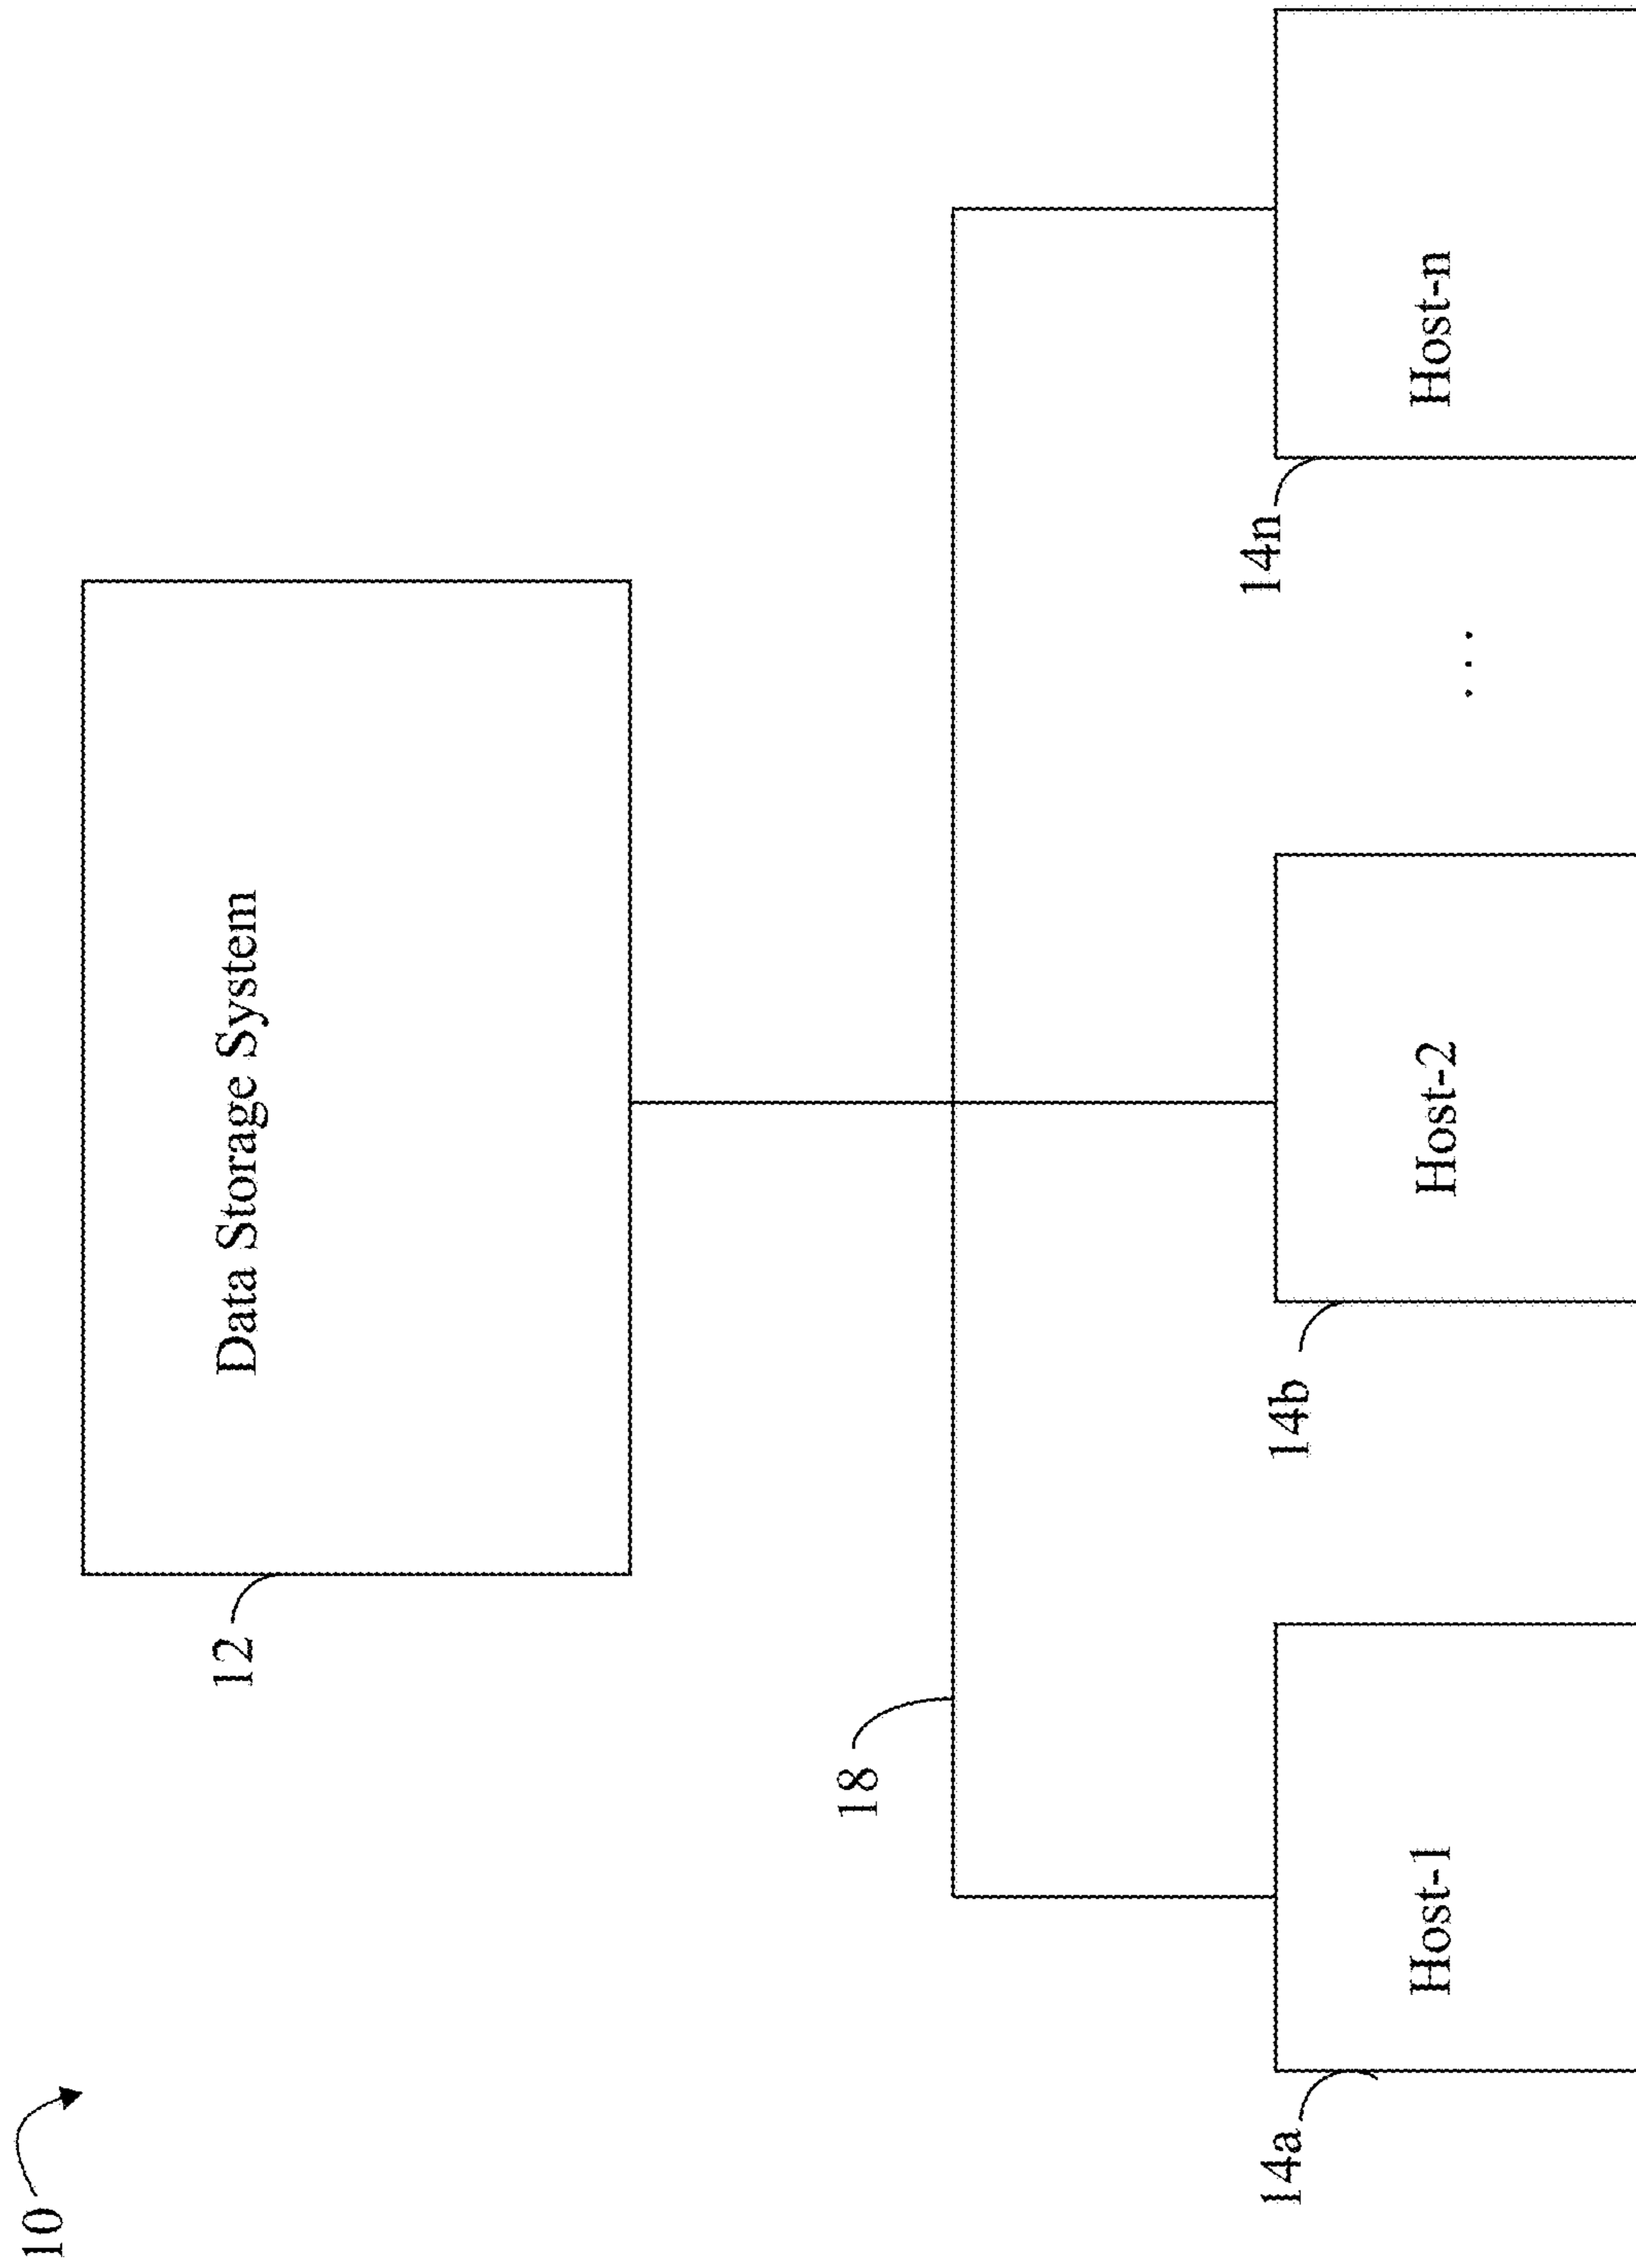 10
Data Storage System
12
18
Host-1
Host-2
Host-n
14a
14b
14n
. . .